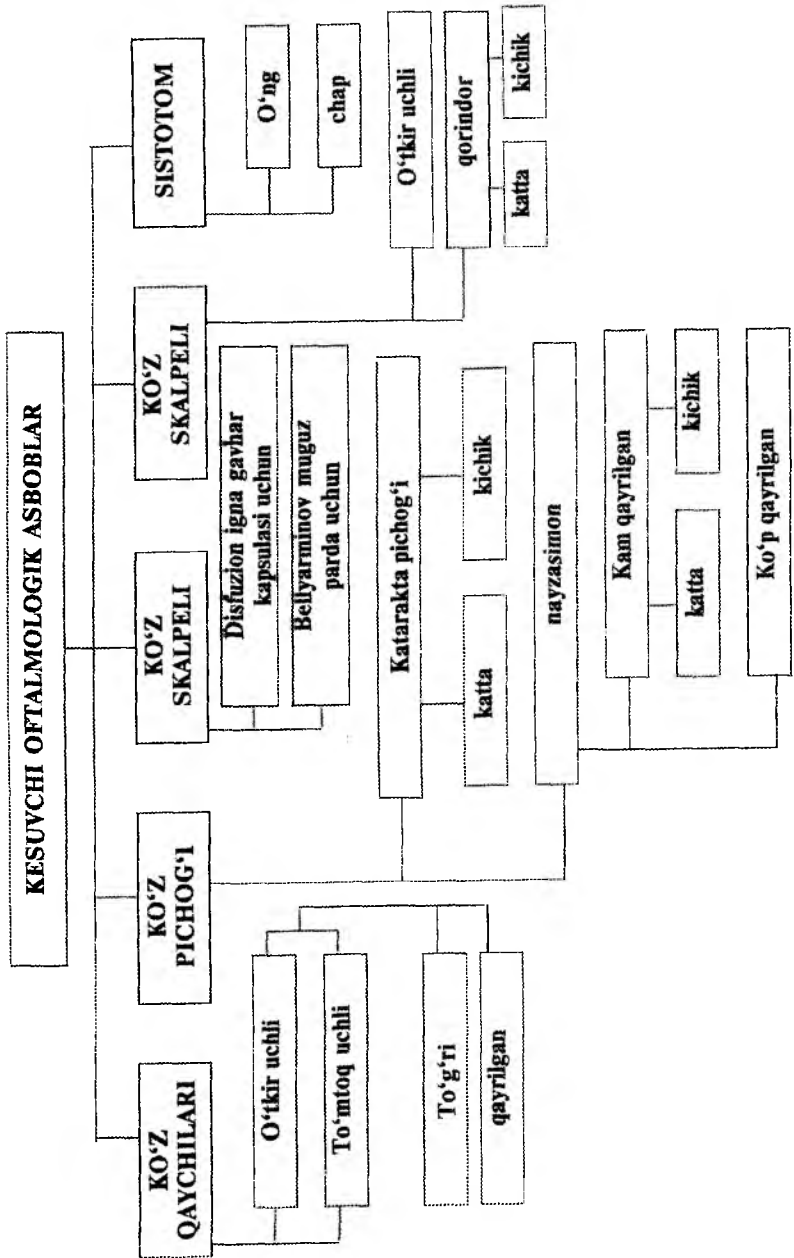 KESUVCHI OFTALMOLOGIK ASBOBLAR
KO‘Z
QAYCHILARI
O‘tkir uchli
To‘mtoq uchli
To‘g‘ri
qayrilgan
KO‘Z
PICHOG‘I
Katarakta pichog‘i
katta
kichik
nayzasimon
Kam qayrilgan
katta
kichik
Ko‘p qayrilgan
KO‘Z
SKALPELI
Disfuzion igna gavhar
kapsulasi uchun
Bellyarminov muguz
parda uchun
KO‘Z
SKALPELI
O‘tkir uchli
qorindor
katta
kichik
SISTOTOM
O‘ng
chap